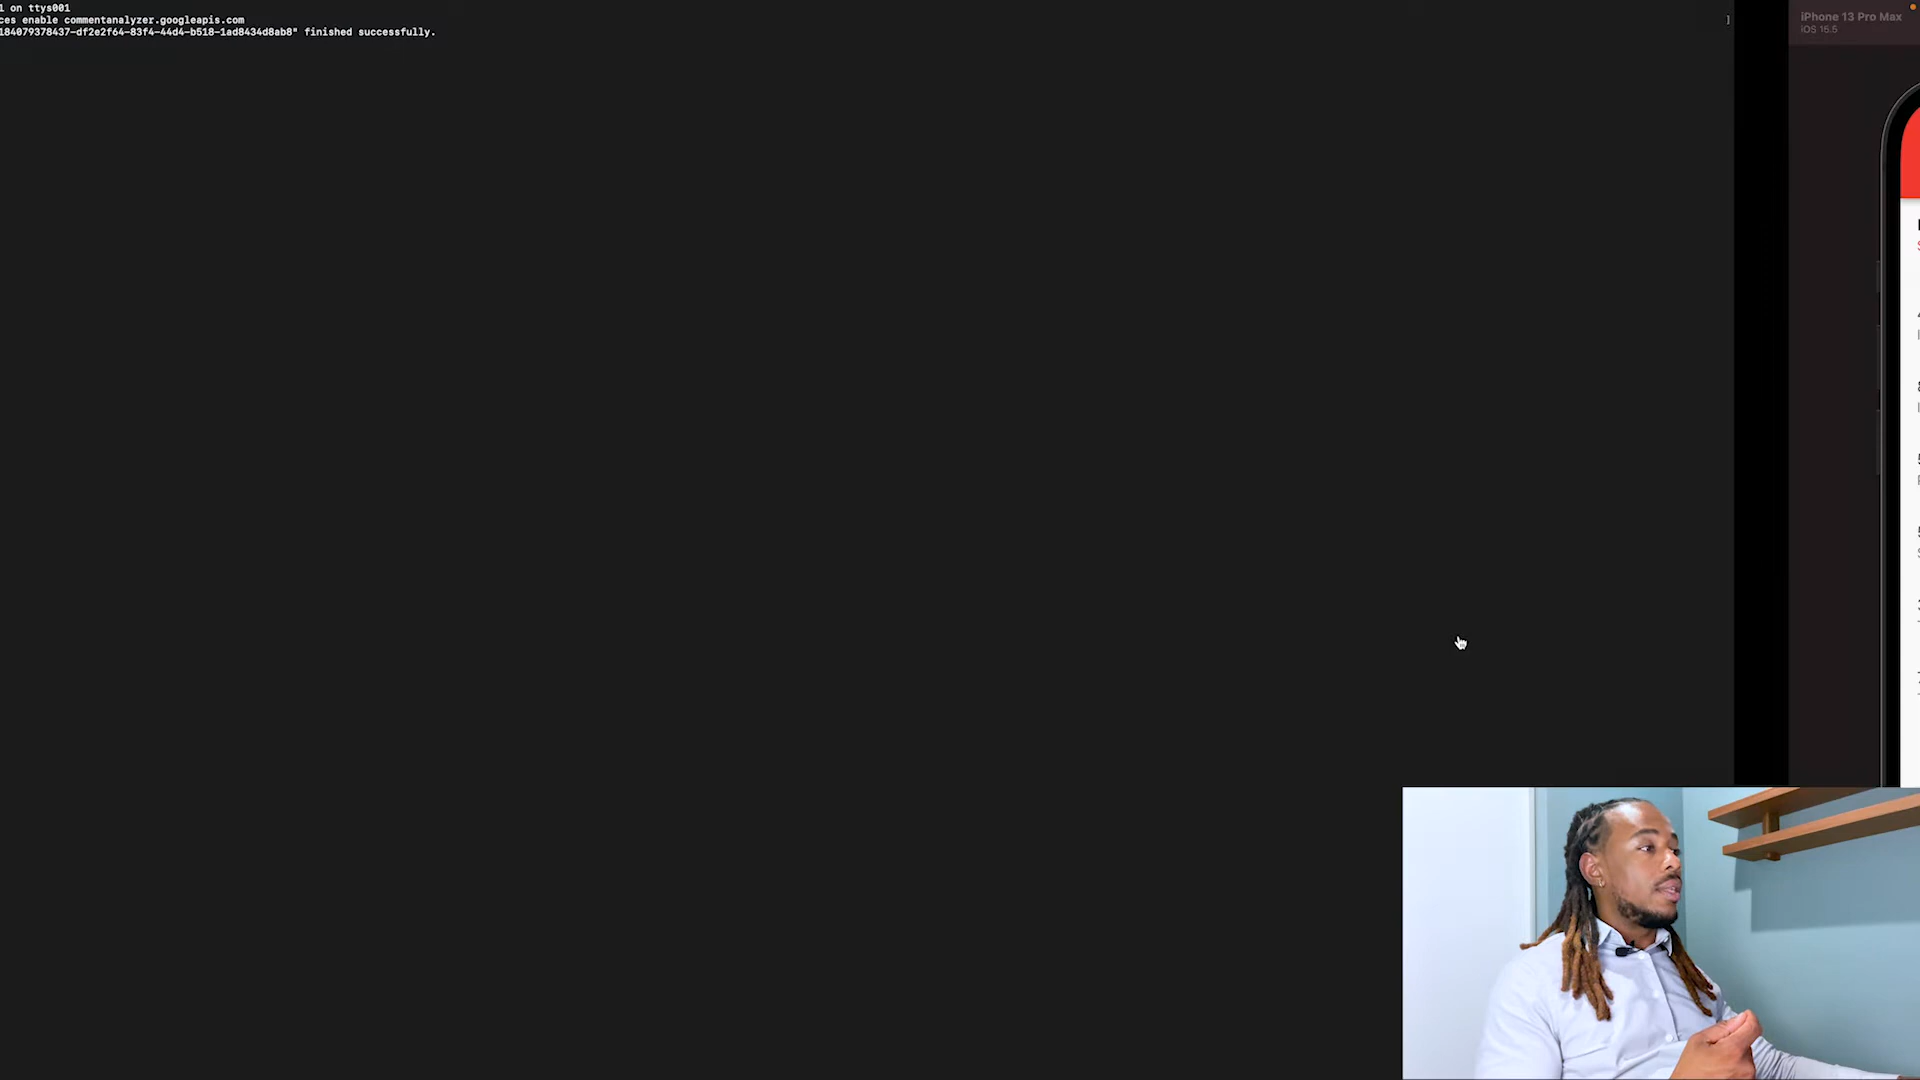 1 on ttys001
ces enable commentanalyzer.googleapis.com
184079378437-df2e2f64-83f4-44d4-b518-1ad8434d8ab8" finished successfully.
]
iPhone 13 Pro Max
iOS 15.5